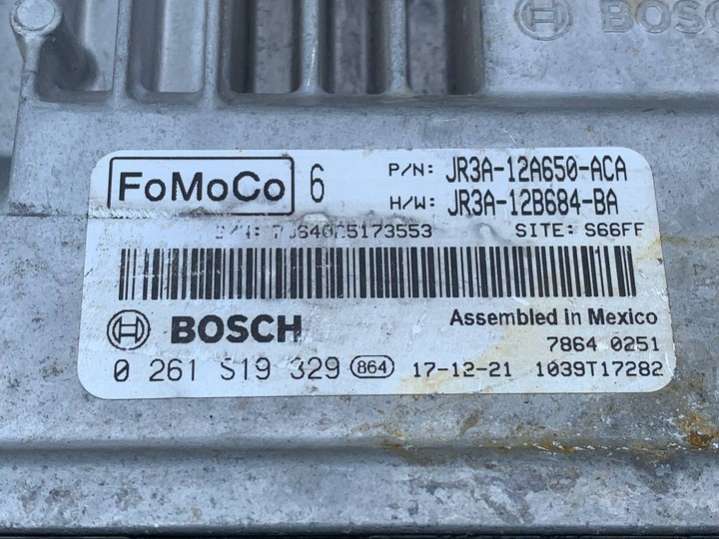 BOSCH
FoMoCo 6 P/N: JR3A-12A650-ACA
H/W: JR3A-12B684-BA
SITE: S66FF
BOSCH
Assembled in Mexico
7864 0251
0 261 S19 329 864 17-12-21 1039T17282